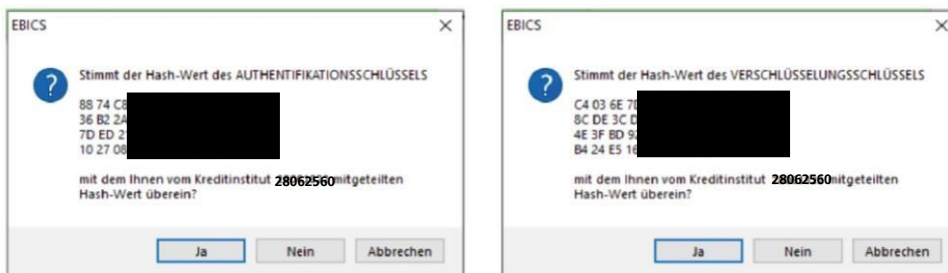 EBICS
Stimmt der Hash-Wert des AUTHENTIFIKATIONSSCHLÜSSELS
88 74 C8
36 B2 2A
7D ED 2
10 27 08
mit dem Ihnen vom Kreditinstitut 28062560 mitgeteilten
Hash-Wert überein?
Ja Nein Abbrechen
EBICS
Stimmt der Hash-Wert des VERSCHLÜSSELUNGSSCHLÜSSELS
C4 03 6E 7D
8C DE 3C D
4E 3F BD 92
B4 24 E5 16
mit dem Ihnen vom Kreditinstitut 28062560 mitgeteilten
Hash-Wert überein?
Ja Nein Abbrechen